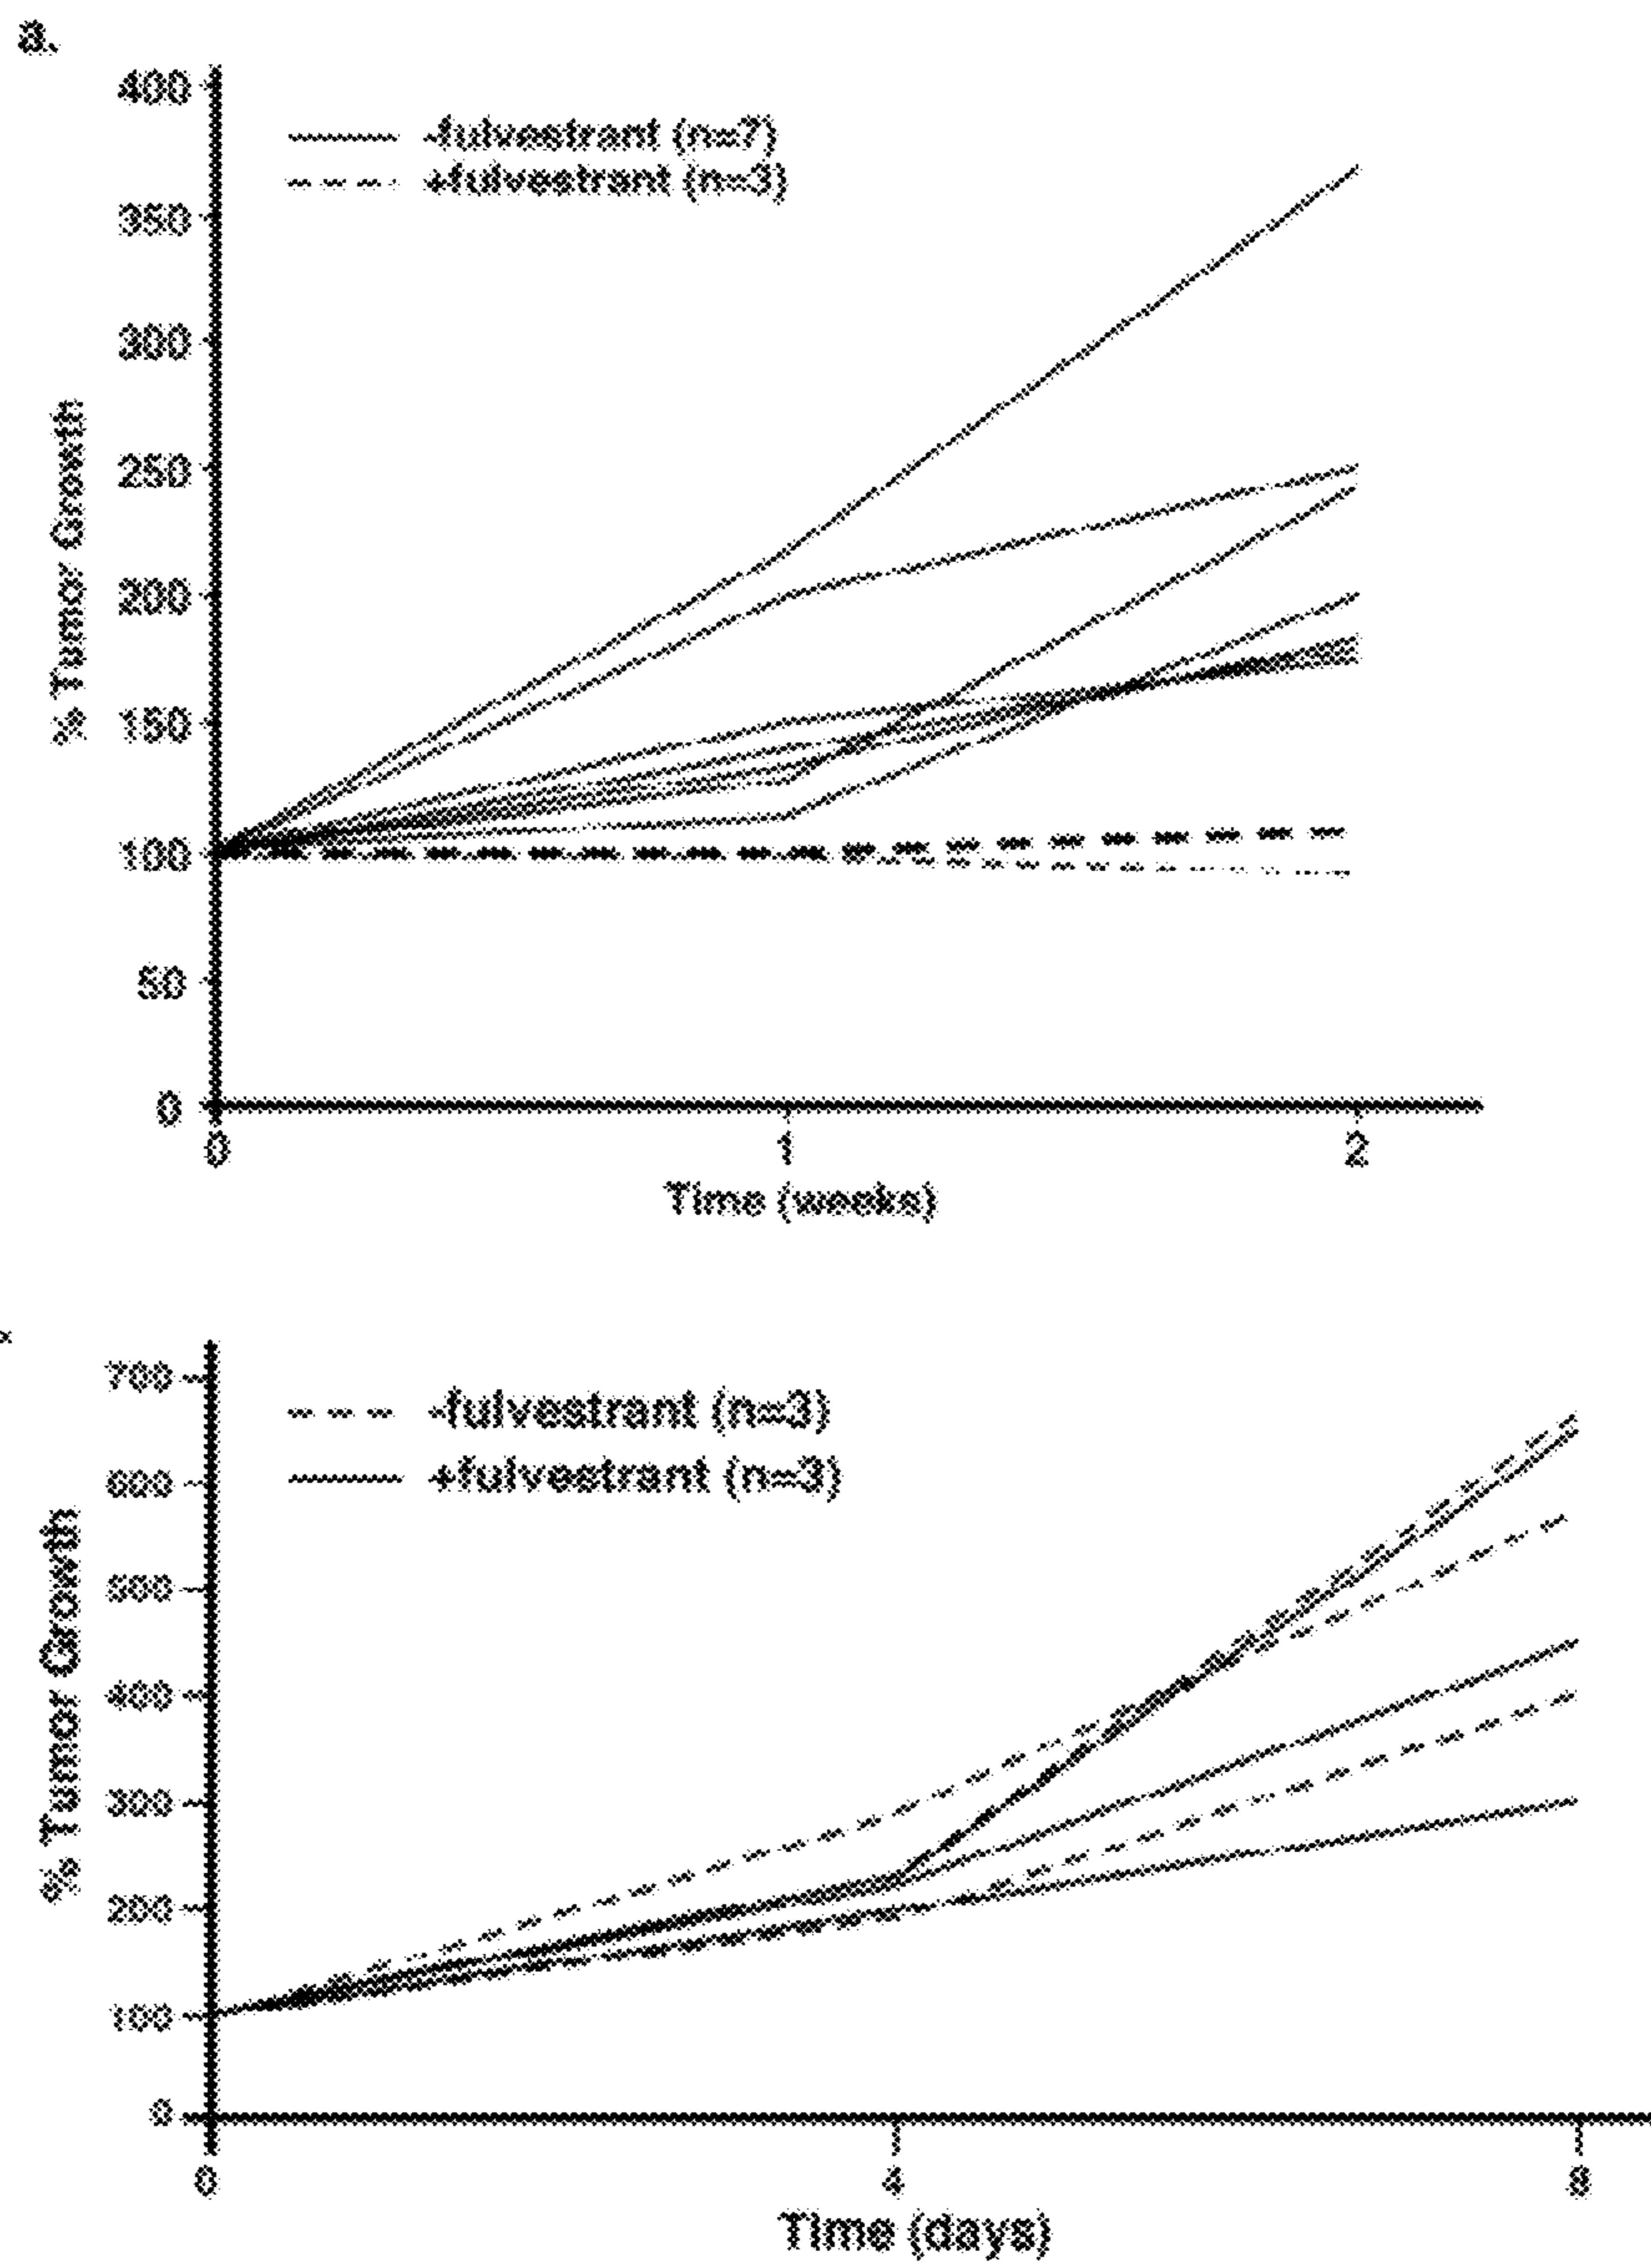 a.
400
-fulvestrant (n=7)
+fulvestrant (n=3)
350
300
250
200
150
100
50
0
% Tumor Growth
0 1 2
Time (weeks)
700
-fulvestrant (n=3)
+fulvestrant (n=3)
600
500
400
300
200
100
0
% Tumor Growth
0 4 8
Time (days)